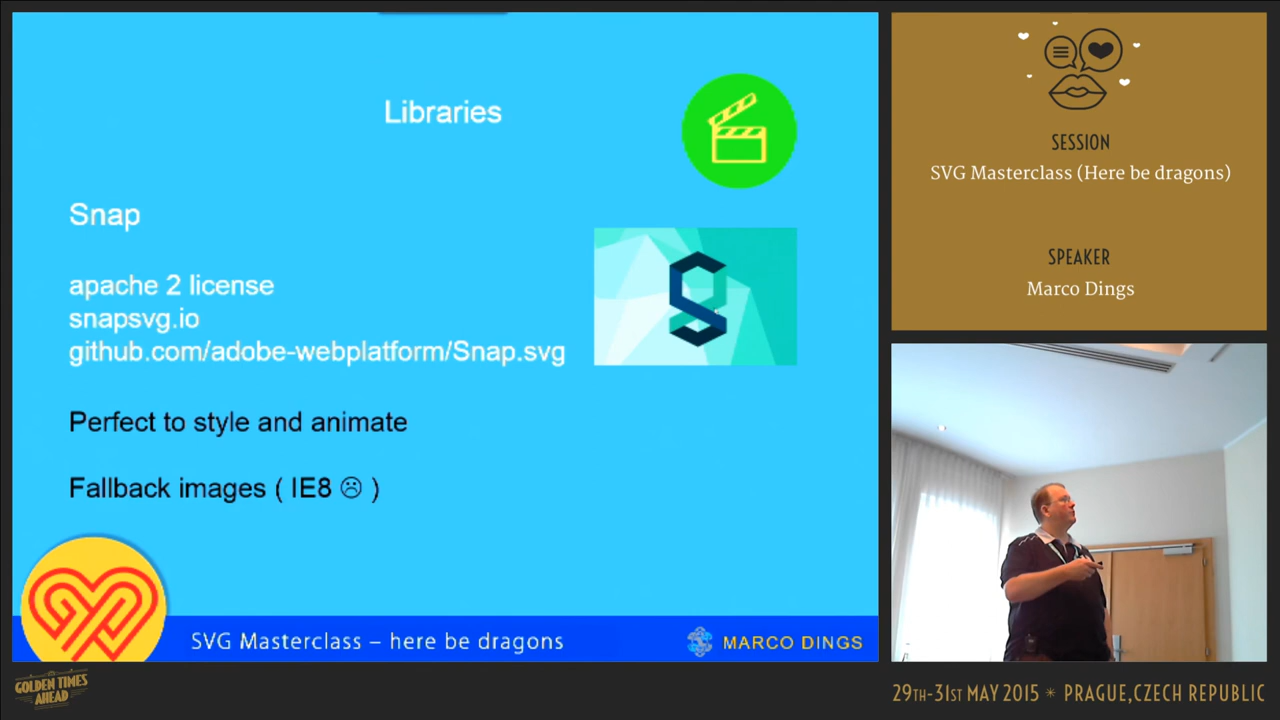 Libraries
Snap
apache 2 license
snapsvg.io
github.com/adobe-webplatform/Snap.svg
Perfect to style and animate
Fallback images ( IE8 ☹ )
SVG Masterclass – here be dragons
MARCO DINGS
SESSION
SVG Masterclass (Here be dragons)
SPEAKER
Marco Dings
GOLDEN TIMES
AHEAD
29TH-31ST MAY 2015 * PRAGUE,CZECH REPUBLIC